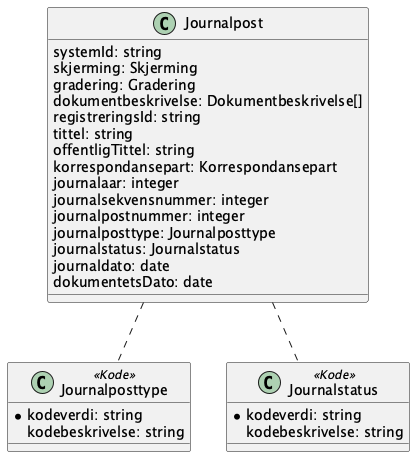 C Journalpost
systemId: string
skjerming: Skjerming
gradering: Gradering
dokumentbeskrivelse: Dokumentbeskrivelse[]
registreringsId: string
tittel: string
offentligTittel: string
korrespondansepart: Korrespondansepart
journalaar: integer
journalsekvensnummer: integer
journalpostnummer: integer
journalposttype: Journalposttype
journalstatus: Journalstatus
journaldato: date
dokumentetsDato: date
C «Kode»
Journalposttype
kodeverdi: string
kodebeskrivelse: string
C «Kode»
Journalstatus
kodeverdi: string
kodebeskrivelse: string